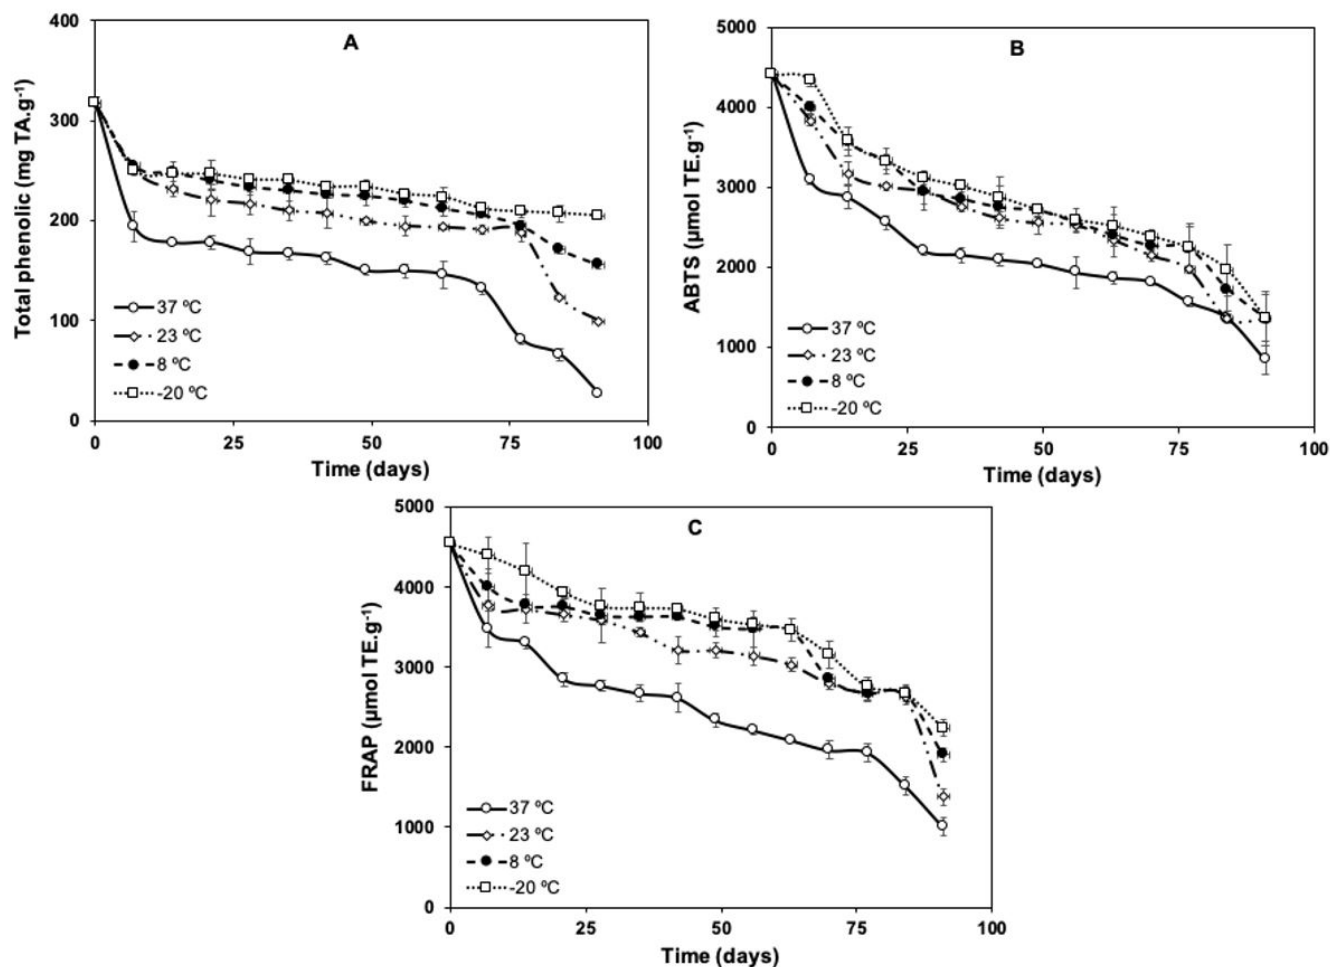 A
Total phenolic (mg TA.g⁻¹)
400
300
200
100
0
37 ºC
23 ºC
8 ºC
-20 ºC
0 25 50 75 100
Time (days)
B
ABTS (µmol TE.g⁻¹)
5000
4000
3000
2000
1000
0
37 ºC
23 ºC
8 ºC
-20 ºC
0 25 50 75 100
Time (days)
C
FRAP (µmol TE.g⁻¹)
5000
4000
3000
2000
1000
0
37 ºC
23 ºC
8 ºC
-20 ºC
0 25 50 75 100
Time (days)